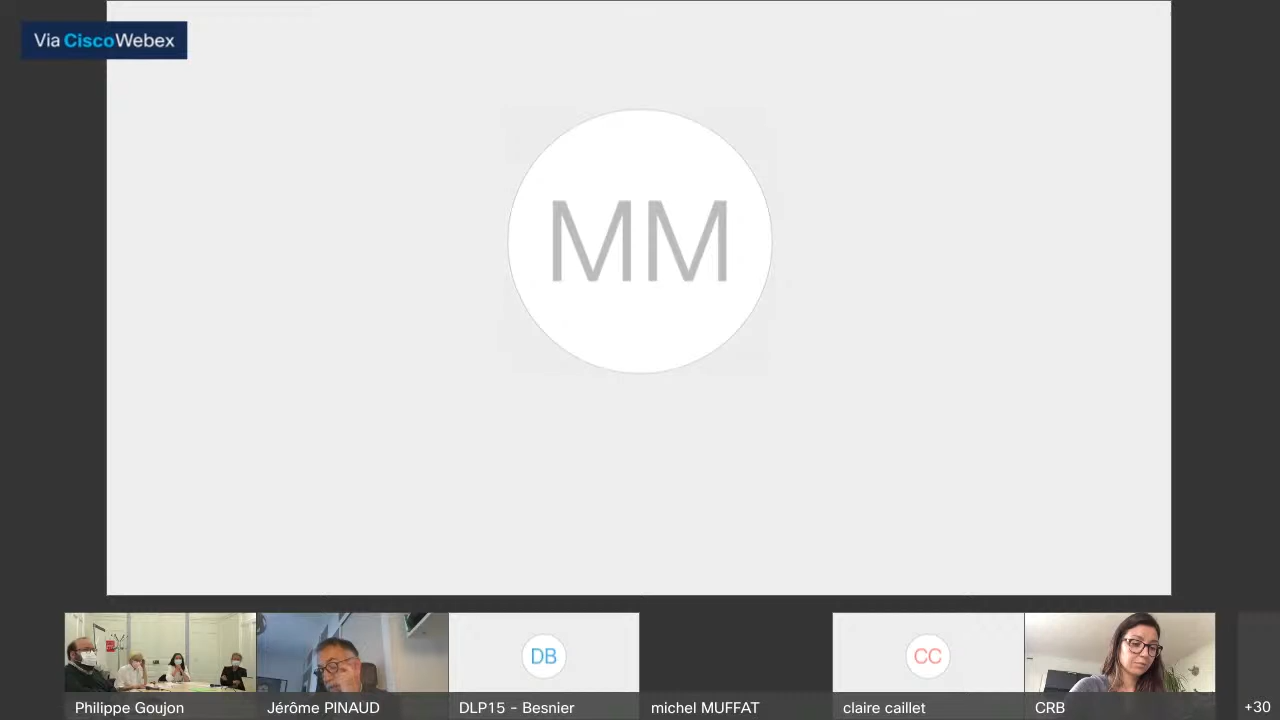 Via CiscoWebex
MM
DB
CC
Philippe Goujon
Jérôme PINAUD
DLP15 - Besnier
michel MUFFAT
claire caillet
CRB
+30